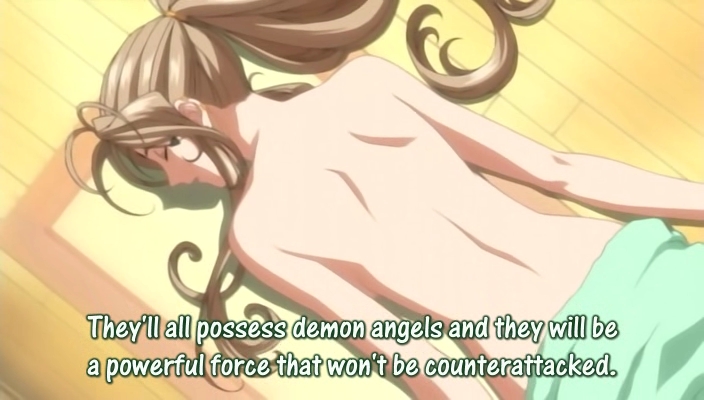 They'll all possess demon angels and they will be
a powerful force that won't be counterattacked.